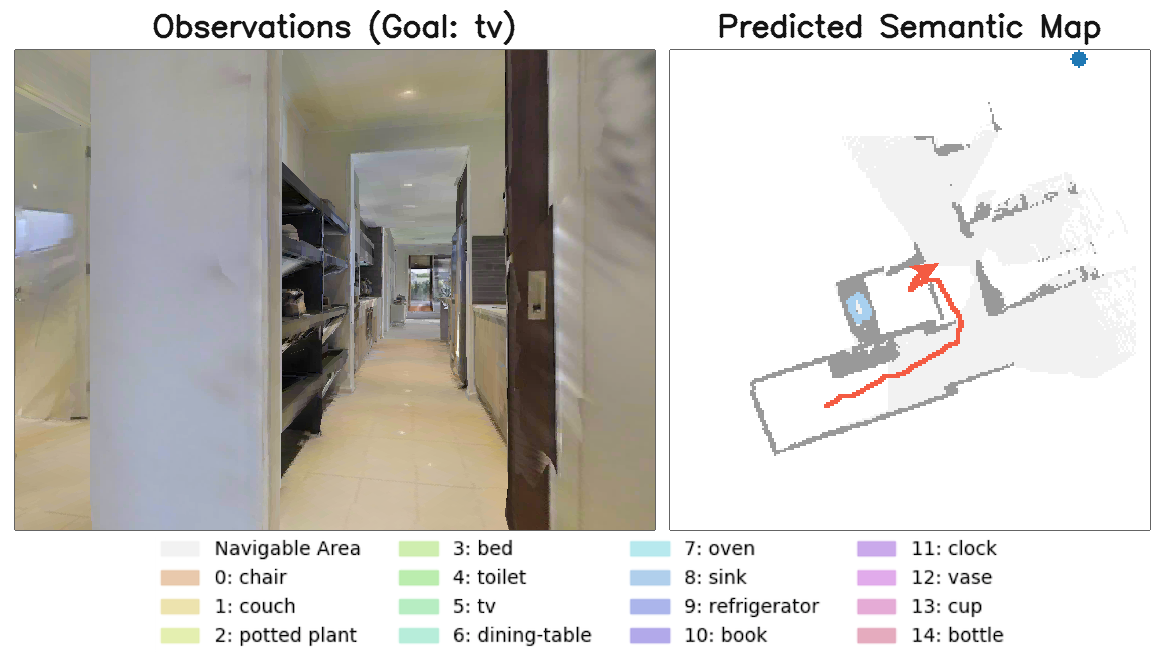 Observations (Goal: tv)
Predicted Semantic Map
Navigable Area
0: chair
1: couch
2: potted plant
3: bed
4: toilet
5: tv
6: dining-table
7: oven
8: sink
9: refrigerator
10: book
11: clock
12: vase
13: cup
14: bottle